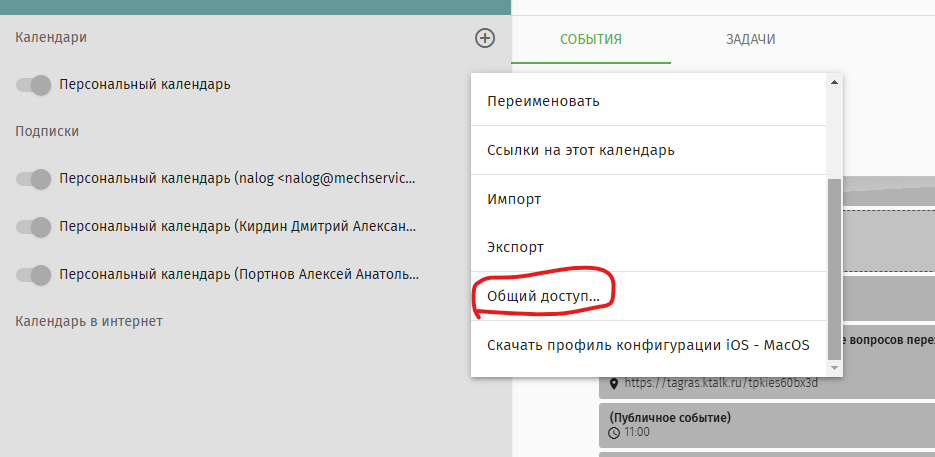 Календари
Персональный календарь
Подписки
Персональный календарь (nalog <nalog@mechservic...
Персональный календарь (Кирдин Дмитрий Алексан...
Персональный календарь (Портнов Алексей Анатоль...
Календарь в интернет
СОБЫТИЯ
ЗАДАЧИ
Переименовать
Ссылки на этот календарь
Импорт
Экспорт
Общий доступ...
Скачать профиль конфигурации iOS - MacOS
е вопросов пере
https://tagras.ktalk.ru/tpkies60bx3d
(Публичное событие)
11:00